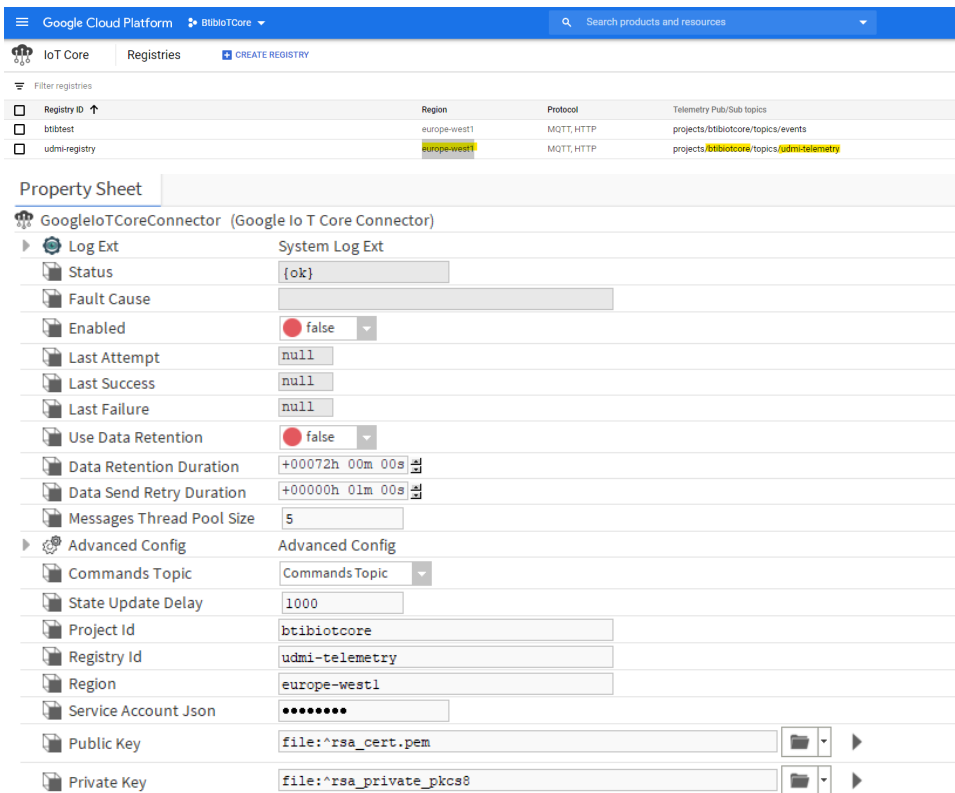 Google Cloud Platform BtibIoTCore Search products and resources
IoT Core Registries CREATE REGISTRY
Filter registries
Registry ID Region Protocol Telemetry Pub/Sub topics
btibtest europe-west1 MQTT, HTTP projects/btibiotcore/topics/events
udmi-registry europe-west1 MQTT, HTTP projects/btibiotcore/topics/udmi-telemetry
Property Sheet
GoogleIoTCoreConnector (Google Io T Core Connector)
Log Ext System Log Ext
Status {ok}
Fault Cause
Enabled false
Last Attempt null
Last Success null
Last Failure null
Use Data Retention false
Data Retention Duration +00072h 00m 00s
Data Send Retry Duration +00000h 01m 00s
Messages Thread Pool Size 5
Advanced Config Advanced Config
Commands Topic Commands Topic
State Update Delay 1000
Project Id btibiotcore
Registry Id udmi-telemetry
Region europe-west1
Service Account Json ●●●●●●●●
Public Key file:^rsa_cert.pem
Private Key file:^rsa_private_pkcs8